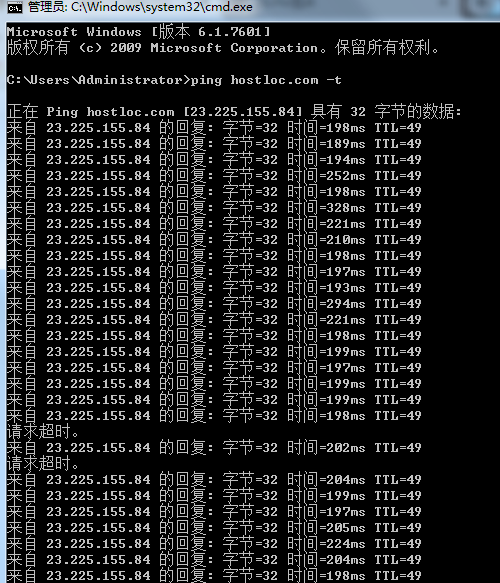 管理员: C:\Windows\system32\cmd.exe
Microsoft Windows [版本 6.1.7601]
版权所有 (c) 2009 Microsoft Corporation。保留所有权利。
C:\Users\Administrator>ping hostloc.com -t
正在 Ping hostloc.com [23.225.155.84] 具有 32 字节的数据:
来自 23.225.155.84 的回复: 字节=32 时间=198ms TTL=49
来自 23.225.155.84 的回复: 字节=32 时间=189ms TTL=49
来自 23.225.155.84 的回复: 字节=32 时间=194ms TTL=49
来自 23.225.155.84 的回复: 字节=32 时间=252ms TTL=49
来自 23.225.155.84 的回复: 字节=32 时间=198ms TTL=49
来自 23.225.155.84 的回复: 字节=32 时间=328ms TTL=49
来自 23.225.155.84 的回复: 字节=32 时间=221ms TTL=49
来自 23.225.155.84 的回复: 字节=32 时间=210ms TTL=49
来自 23.225.155.84 的回复: 字节=32 时间=198ms TTL=49
来自 23.225.155.84 的回复: 字节=32 时间=197ms TTL=49
来自 23.225.155.84 的回复: 字节=32 时间=193ms TTL=49
来自 23.225.155.84 的回复: 字节=32 时间=294ms TTL=49
来自 23.225.155.84 的回复: 字节=32 时间=221ms TTL=49
来自 23.225.155.84 的回复: 字节=32 时间=198ms TTL=49
来自 23.225.155.84 的回复: 字节=32 时间=199ms TTL=49
来自 23.225.155.84 的回复: 字节=32 时间=197ms TTL=49
来自 23.225.155.84 的回复: 字节=32 时间=199ms TTL=49
来自 23.225.155.84 的回复: 字节=32 时间=199ms TTL=49
来自 23.225.155.84 的回复: 字节=32 时间=198ms TTL=49
请求超时。
来自 23.225.155.84 的回复: 字节=32 时间=202ms TTL=49
请求超时。
来自 23.225.155.84 的回复: 字节=32 时间=204ms TTL=49
来自 23.225.155.84 的回复: 字节=32 时间=199ms TTL=49
来自 23.225.155.84 的回复: 字节=32 时间=197ms TTL=49
来自 23.225.155.84 的回复: 字节=32 时间=205ms TTL=49
来自 23.225.155.84 的回复: 字节=32 时间=224ms TTL=49
来自 23.225.155.84 的回复: 字节=32 时间=204ms TTL=49
来自 23.225.155.84 的回复: 字节=32 时间=198ms TTL=49